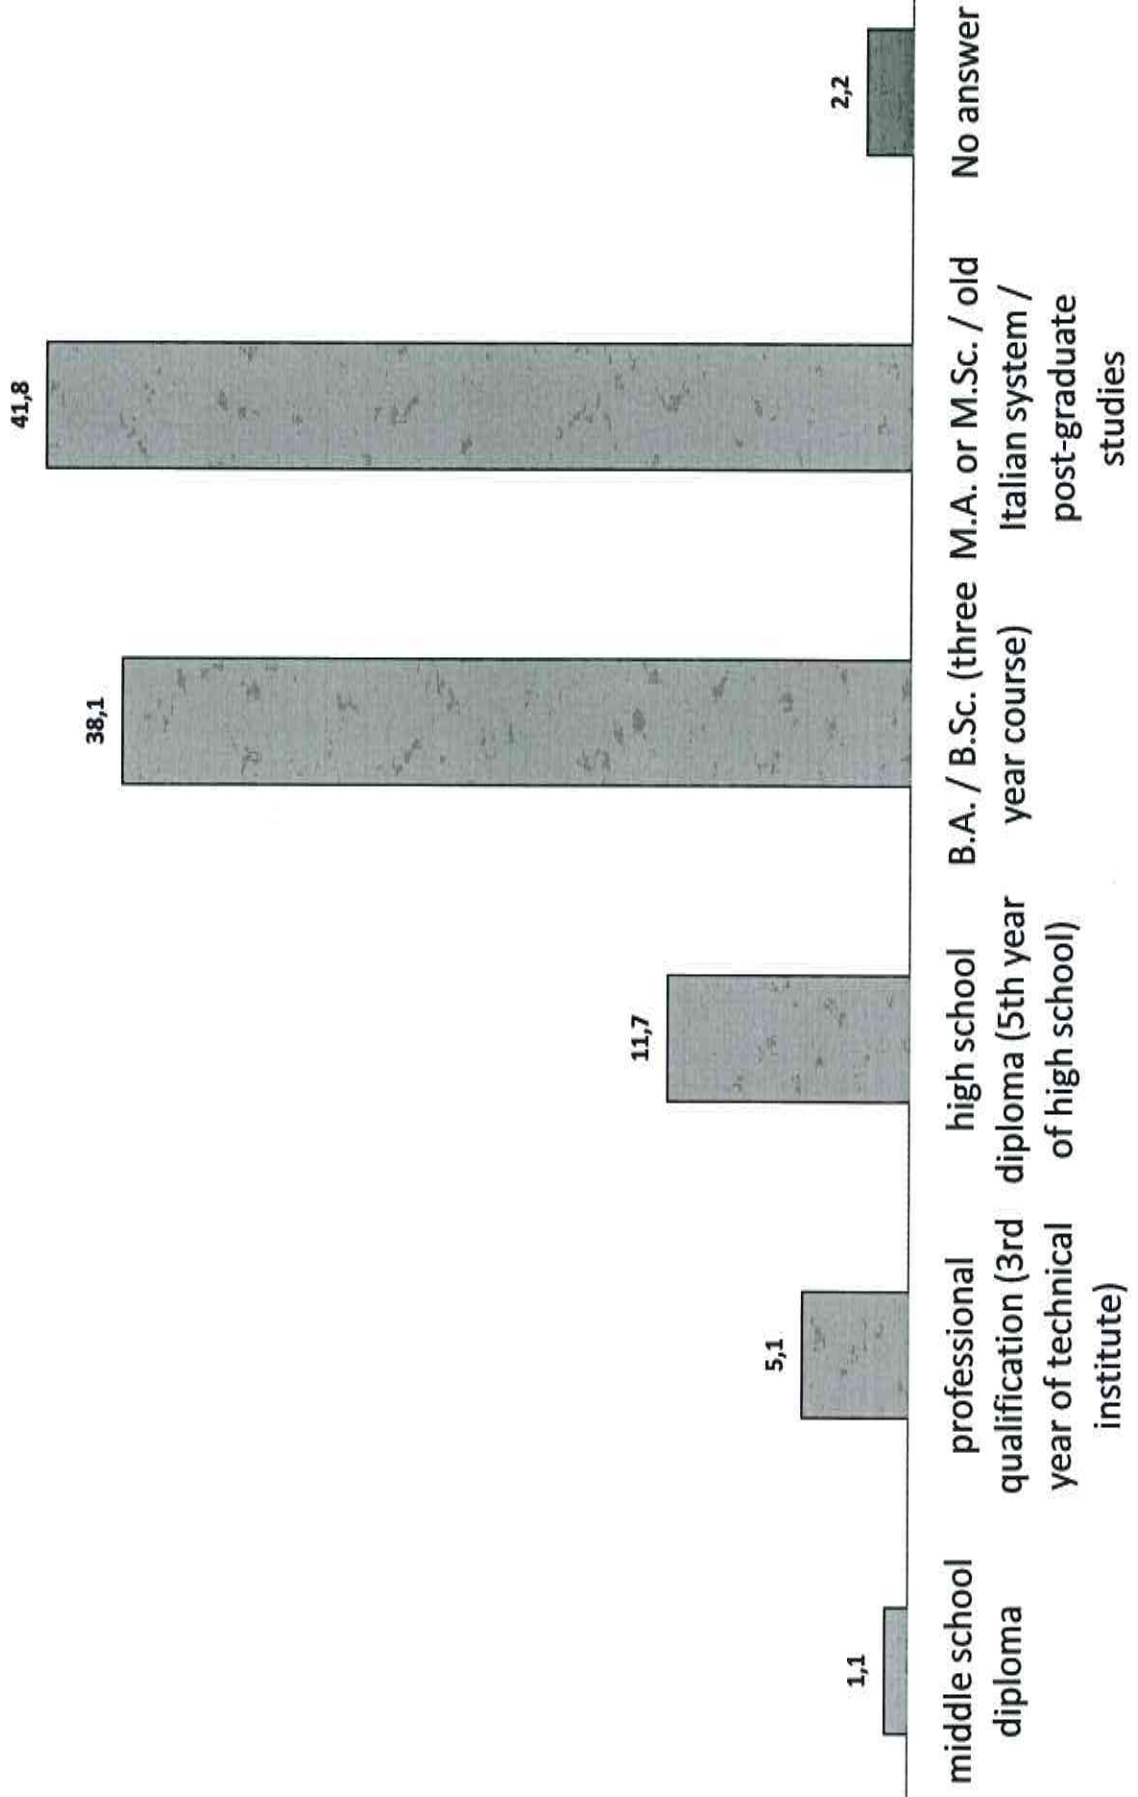 1,1
5,1
11,7
38,1
41,8
2,2
middle school
diploma
professional
qualification (3rd
year of technical
institute)
high school
diploma (5th year
of high school)
B.A. / B.Sc. (three
year course)
M.A. or M.Sc. / old
Italian system /
post-graduate
studies
No answer